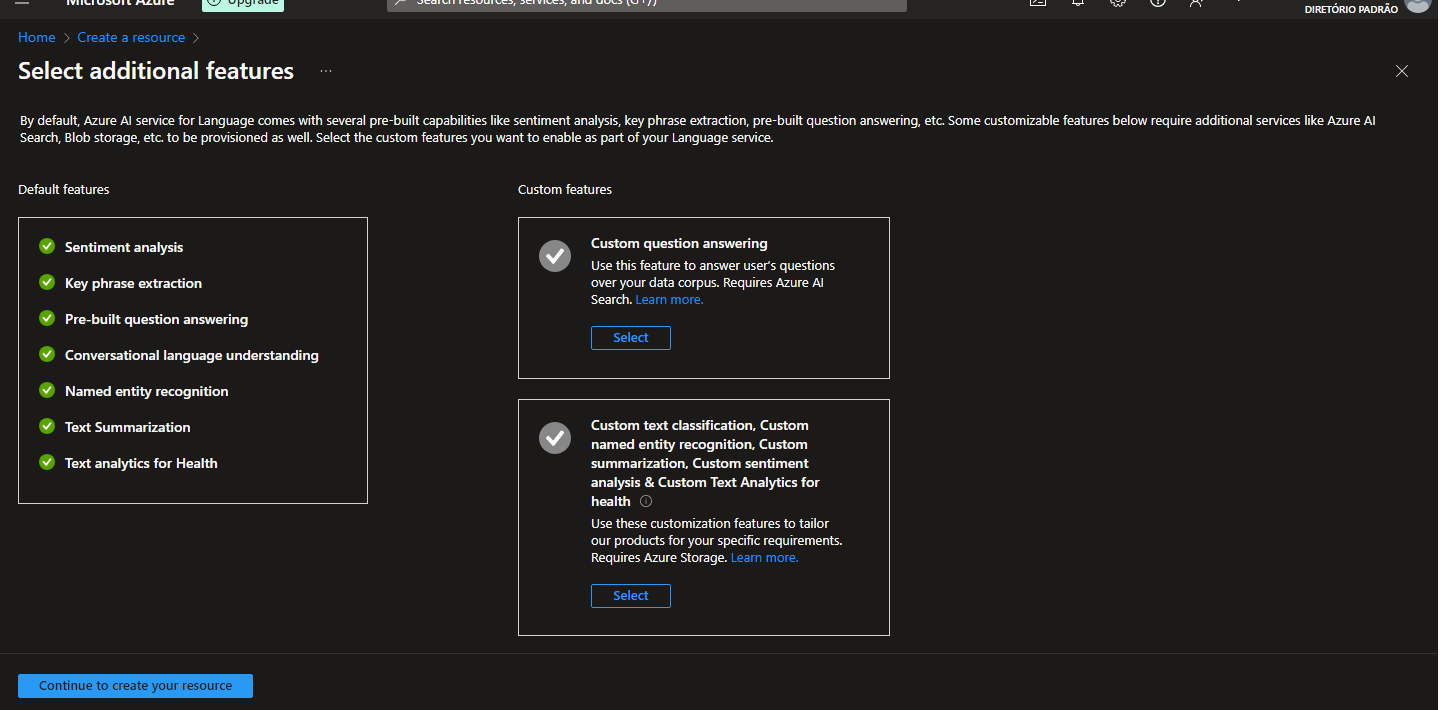 Microsoft Azure
Upgrade
Search resources, services, and docs (G+/)
DIRETÓRIO PADRÃO
Home > Create a resource >
Select additional features ...
By default, Azure AI service for Language comes with several pre-built capabilities like sentiment analysis, key phrase extraction, pre-built question answering, etc. Some customizable features below require additional services like Azure AI
Search, Blob storage, etc. to be provisioned as well. Select the custom features you want to enable as part of your Language service.
Default features
Sentiment analysis
Key phrase extraction
Pre-built question answering
Conversational language understanding
Named entity recognition
Text Summarization
Text analytics for Health
Custom features
Custom question answering
Use this feature to answer user's questions
over your data corpus. Requires Azure AI
Search. Learn more.
Select
Custom text classification, Custom
named entity recognition, Custom
summarization, Custom sentiment
analysis & Custom Text Analytics for
health
Use these customization features to tailor
our products for your specific requirements.
Requires Azure Storage. Learn more.
Select
Continue to create your resource